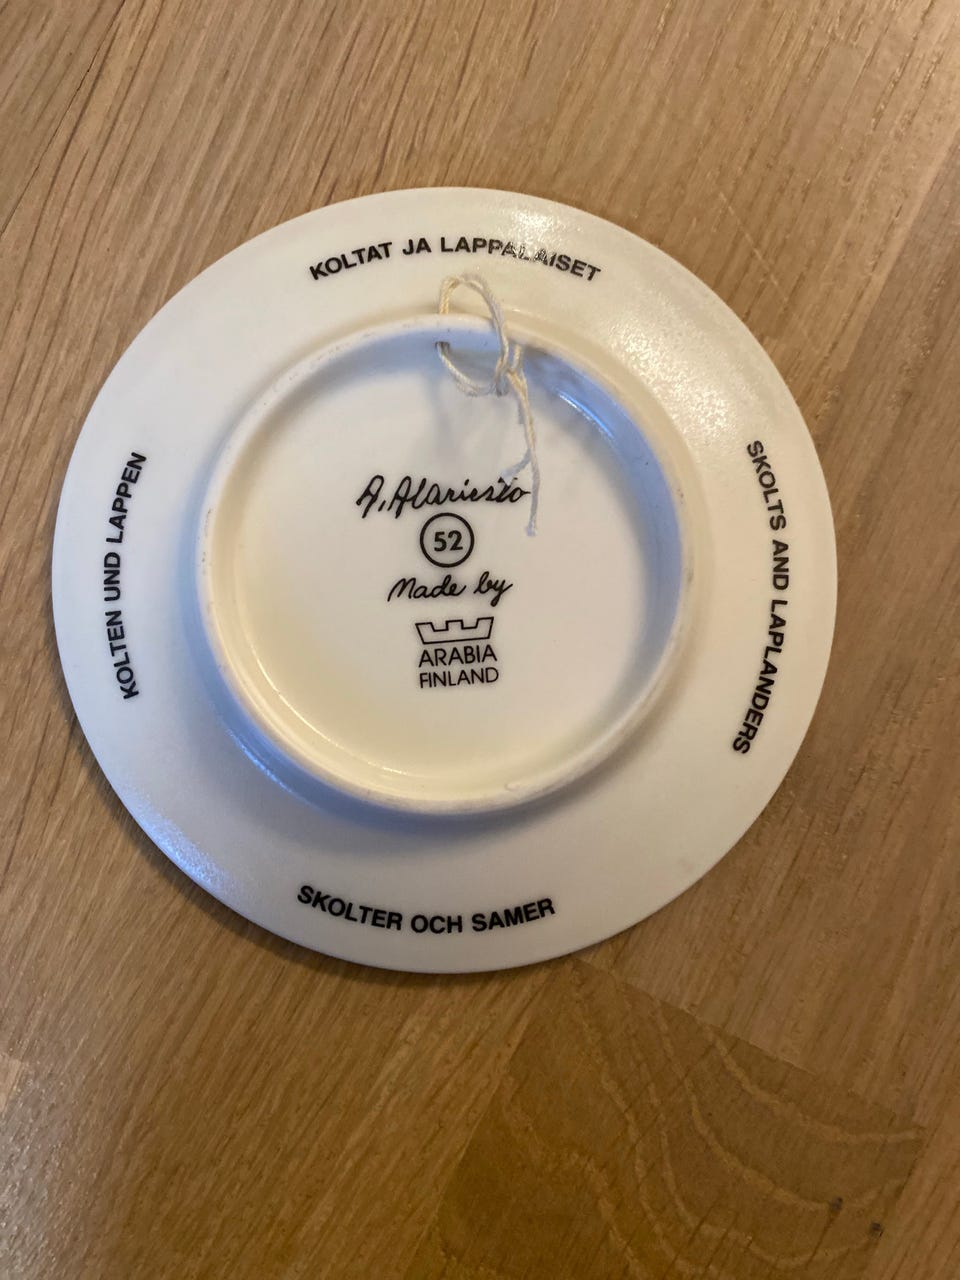 KOLTAT JA LAPPALAISET
SKOLTS AND LAPLANDERS
SKOLTER OCH SAMER
KOLTEN UND LAPPEN
A. Alariesto
52
Made by
ARABIA
FINLAND